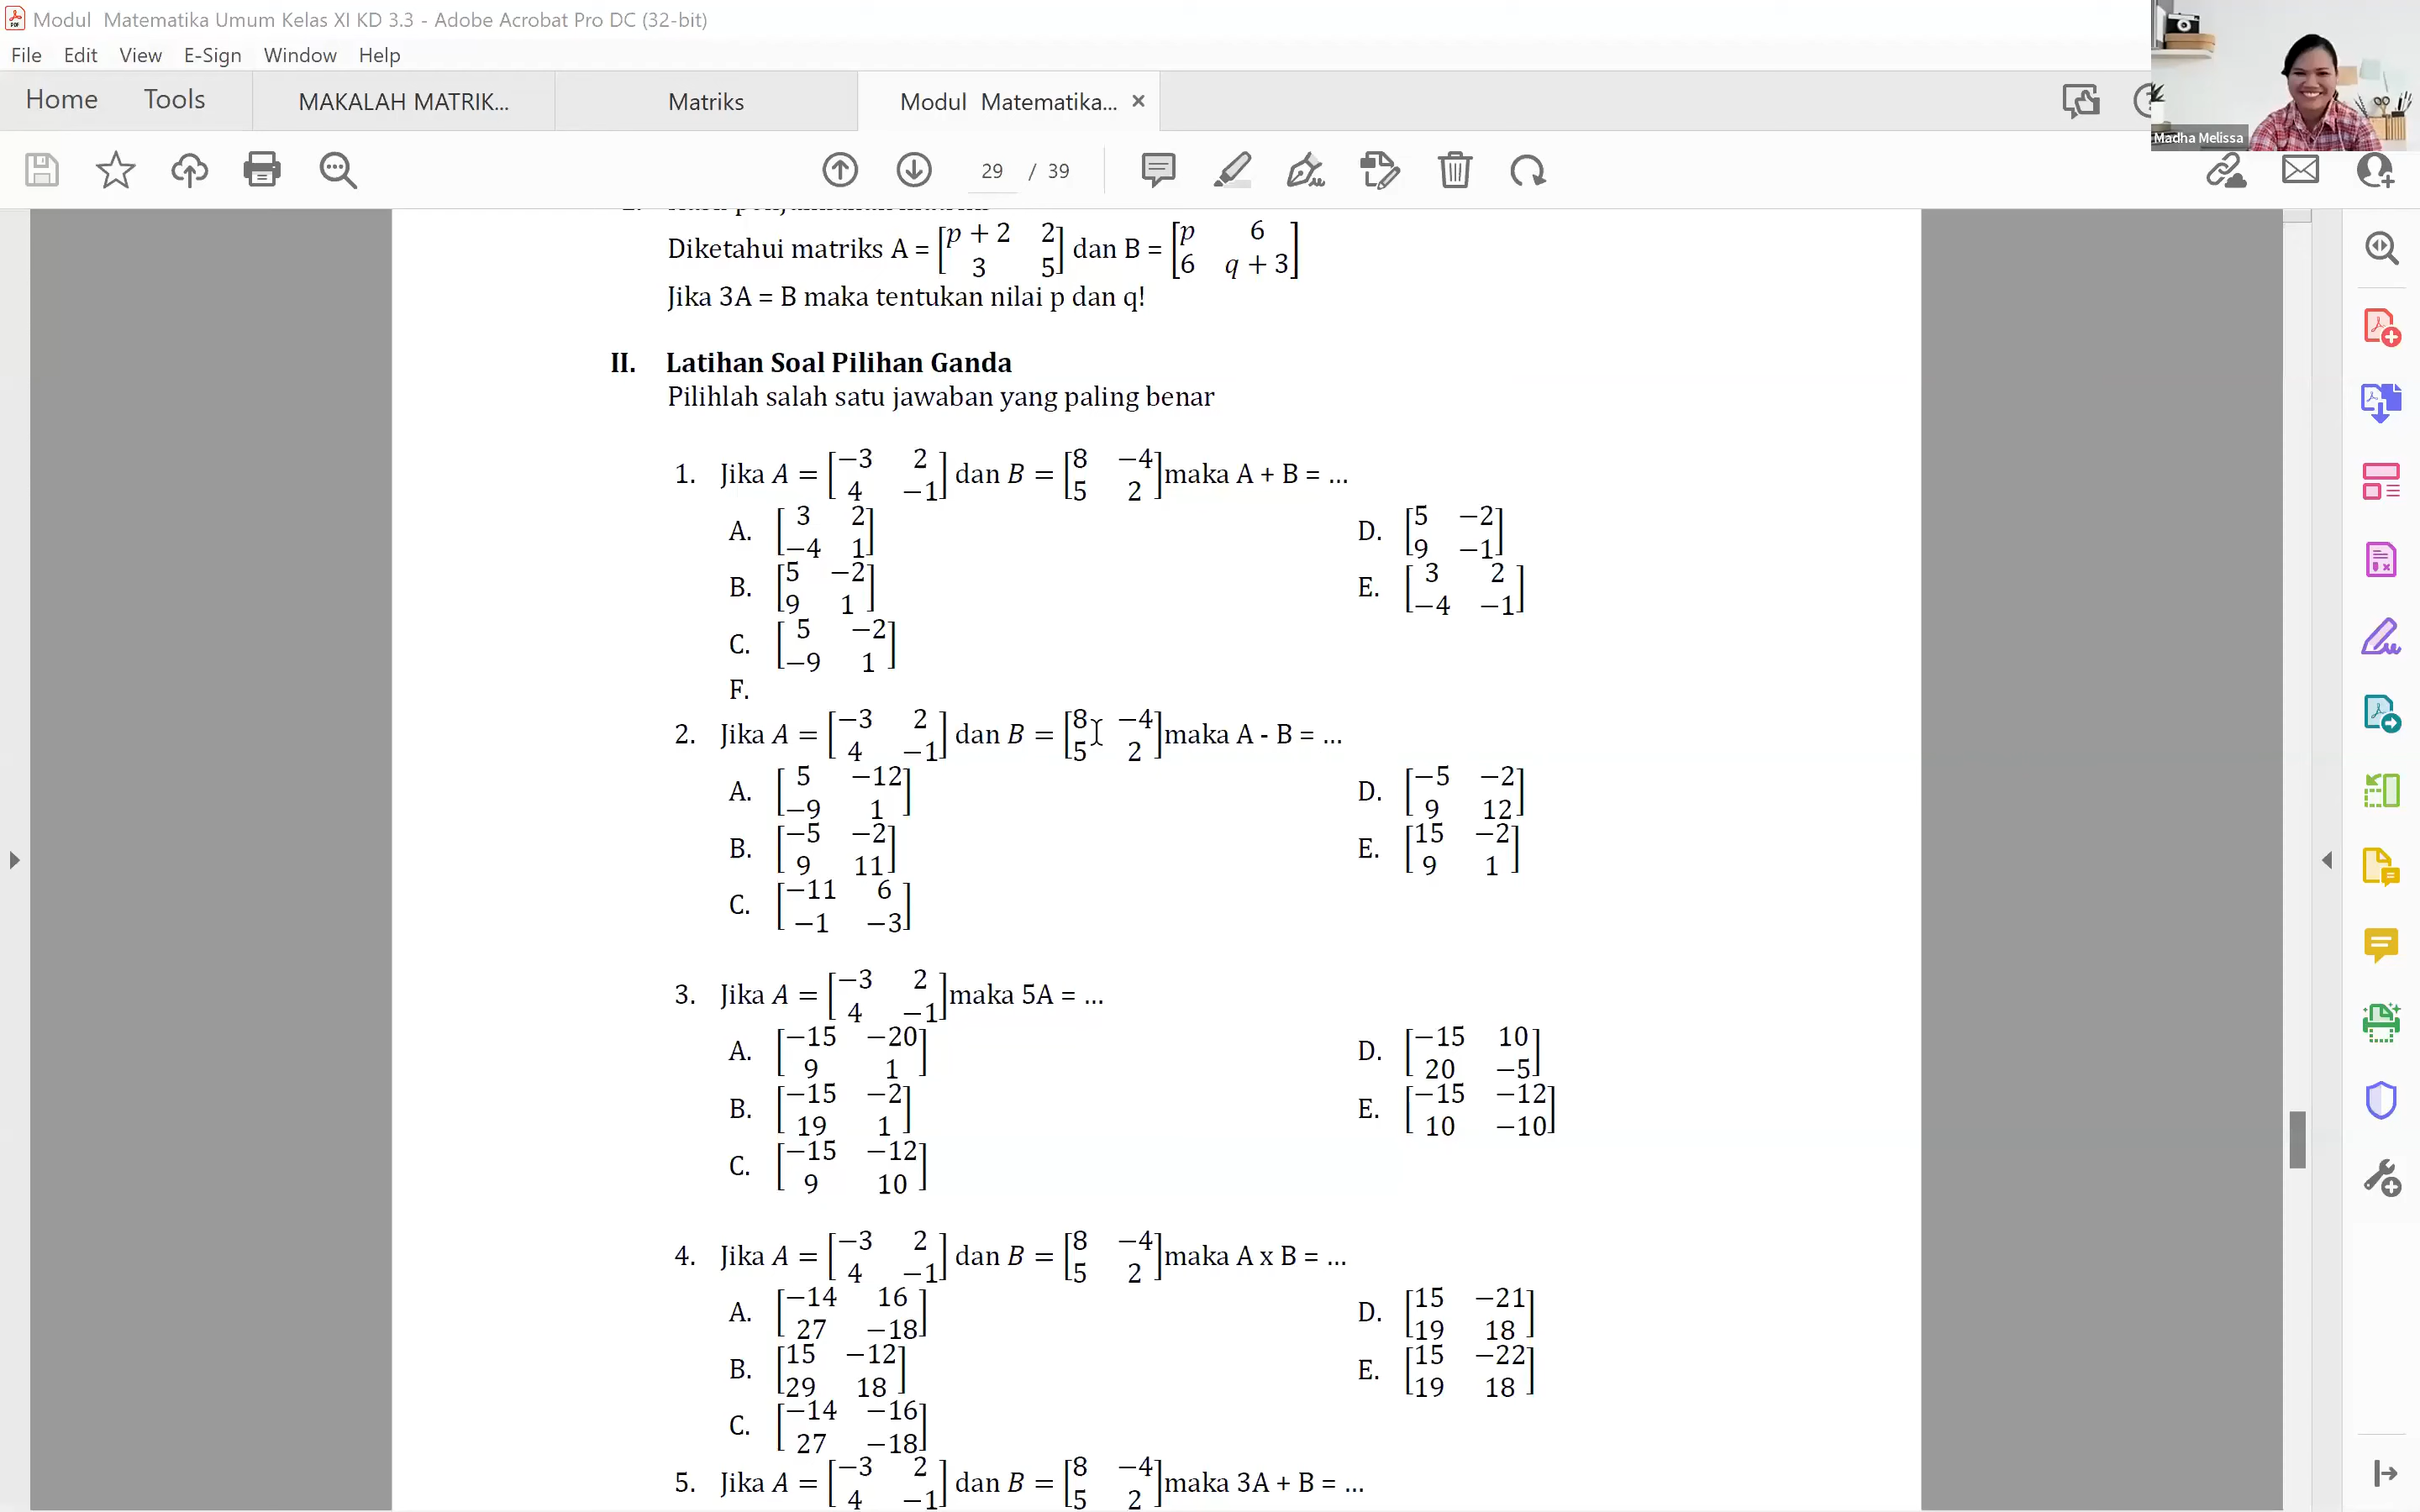 Modul Matematika Umum Kelas XI KD 3.3 - Adobe Acrobat Pro DC (32-bit)
File Edit View E-Sign Window Help
Home Tools MAKALAH MATRIK... Matriks Modul Matematika... ×
Madha Melissa
29 / 39
Diketahui matriks A = [p + 2 2; 3 5] dan B = [p 6; 6 q + 3]
Jika 3A = B maka tentukan nilai p dan q!
II. Latihan Soal Pilihan Ganda
Pilihlah salah satu jawaban yang paling benar
1. Jika A = [−3 2; 4 −1] dan B = [8 −4; 5 2] maka A + B = ...
A. [3 2; −4 1]
D. [5 −2; 9 −1]
B. [5 −2; 9 1]
E. [3 2; −4 −1]
C. [5 −2; −9 1]
F.
2. Jika A = [−3 2; 4 −1] dan B = [8 −4; 5 2] maka A - B = ...
A. [5 −12; −9 1]
D. [−5 −2; 9 12]
B. [−5 −2; 9 11]
E. [15 −2; 9 1]
C. [−11 6; −1 −3]
3. Jika A = [−3 2; 4 −1] maka 5A = ...
A. [−15 −20; 9 1]
D. [−15 10; 20 −5]
B. [−15 −2; 19 1]
E. [−15 −12; 10 −10]
C. [−15 −12; 9 10]
4. Jika A = [−3 2; 4 −1] dan B = [8 −4; 5 2] maka A x B = ...
A. [−14 16; 27 −18]
D. [15 −21; 19 18]
B. [15 −12; 29 18]
E. [15 −22; 19 18]
C. [−14 −16; 27 −18]
5. Jika A = [−3 2; 4 −1] dan B = [8 −4; 5 2] maka 3A + B = ...